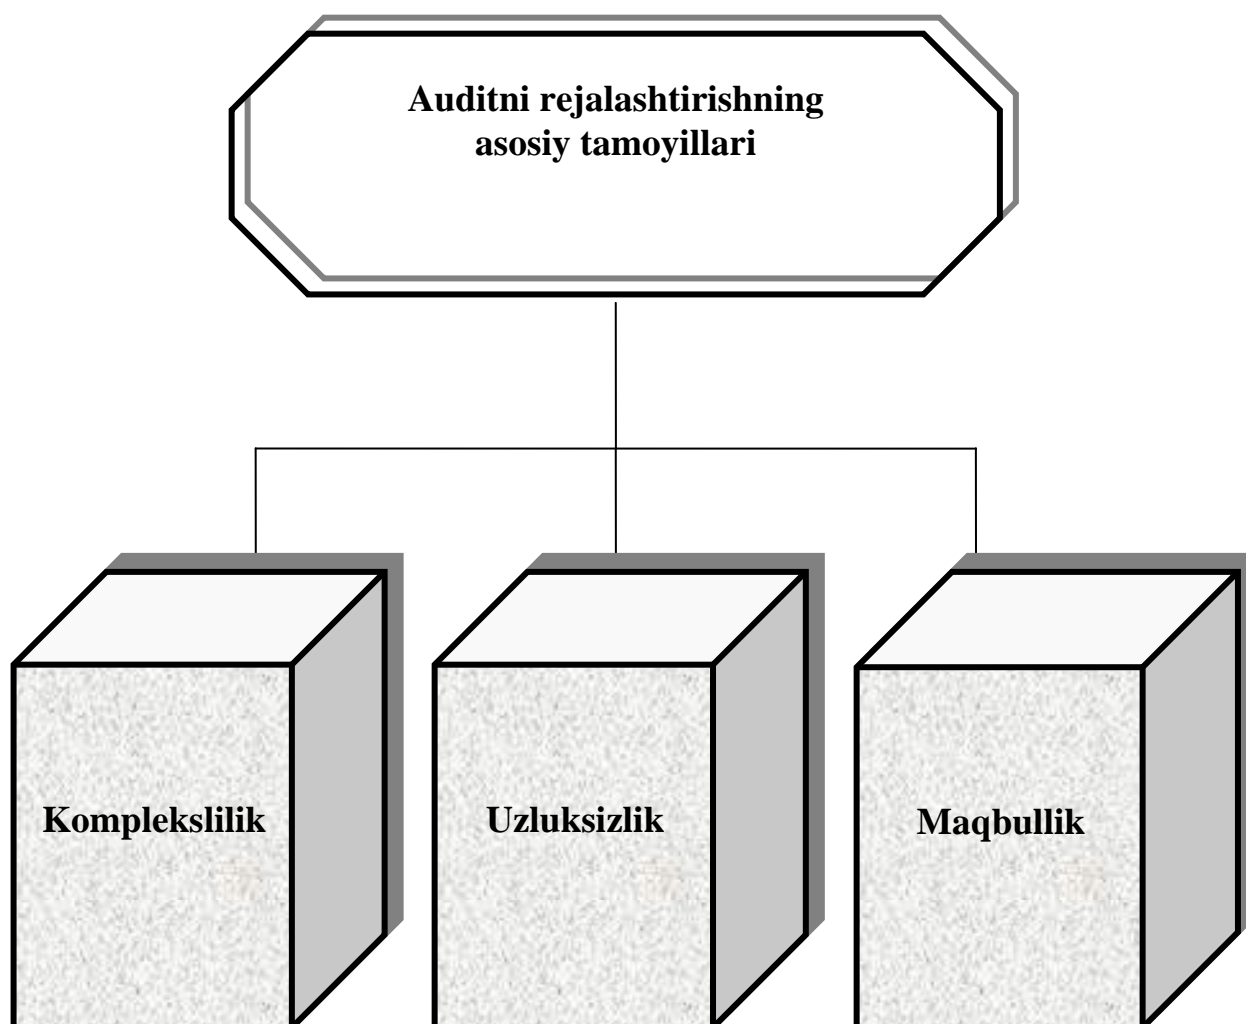 Auditni rejalashtirishning
asosiy tamoyillari
Komplekslilik
Uzluksizlik
Maqbullik